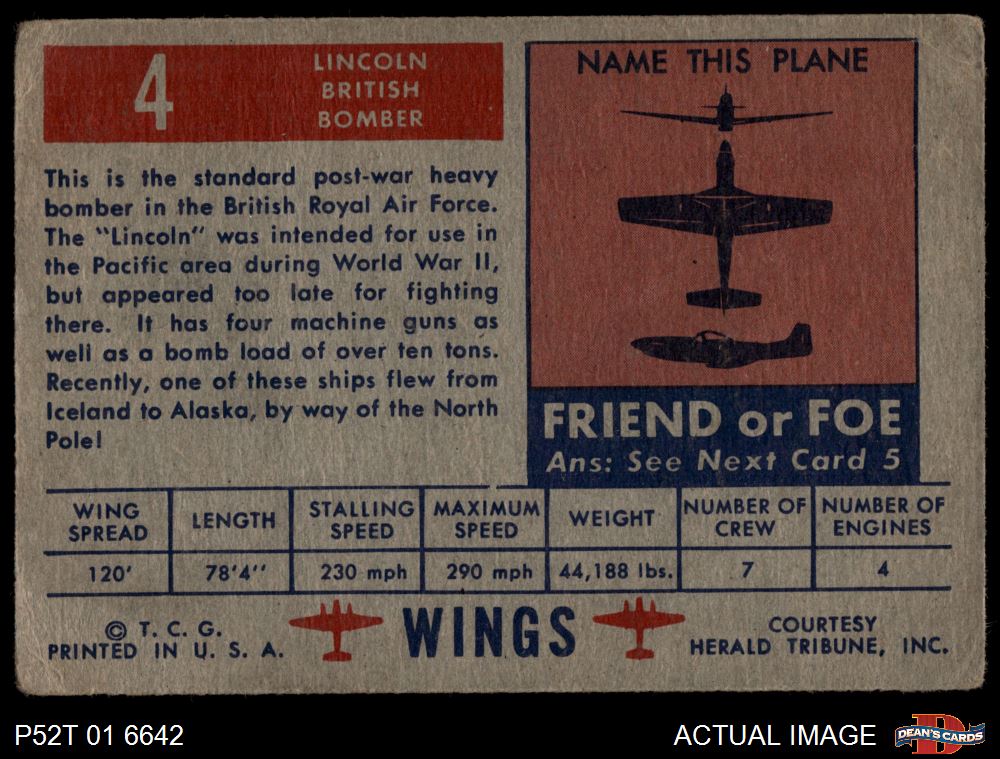 4
LINCOLN
BRITISH
BOMBER
This is the standard post-war heavy
bomber in the British Royal Air Force.
The "Lincoln" was intended for use in
the Pacific area during World War II,
but appeared too late for fighting
there. It has four machine guns as
well as a bomb load of over ten tons.
Recently, one of these ships flew from
Iceland to Alaska, by way of the North
Pole!
NAME THIS PLANE
FRIEND or FOE
Ans: See Next Card 5
WING SPREAD LENGTH STALLING SPEED MAXIMUM SPEED WEIGHT NUMBER OF CREW NUMBER OF ENGINES
120' 78'4'' 230 mph 290 mph 44,188 lbs. 7 4
© T. C. G.
PRINTED IN U. S. A.
WINGS
COURTESY
HERALD TRIBUNE, INC.
P52T 01 6642
ACTUAL IMAGE
D
DEAN'S CARDS